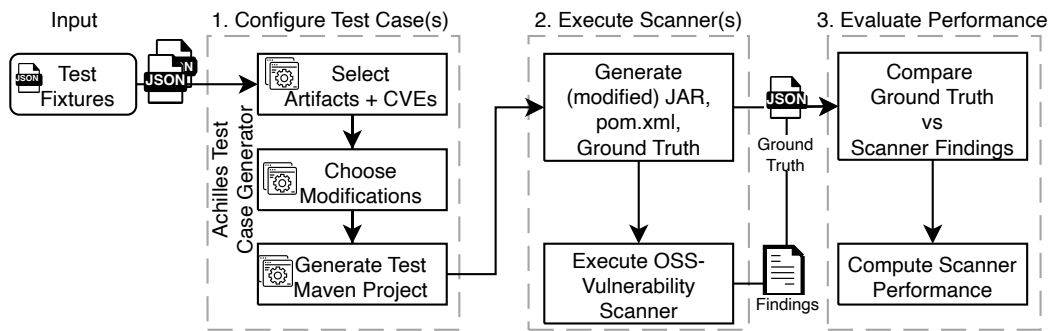 Input
Test
Fixtures
JSON
JSON
JSON
1. Configure Test Case(s)
Achilles Test
Case Generator
Select
Artifacts + CVEs
Choose
Modifications
Generate Test
Maven Project
2. Execute Scanner(s)
Generate
(modified) JAR,
pom.xml,
Ground Truth
Execute OSS-
Vulnerability
Scanner
JSON
Ground
Truth
Findings
3. Evaluate Performance
Compare
Ground Truth
vs
Scanner Findings
Compute Scanner
Performance